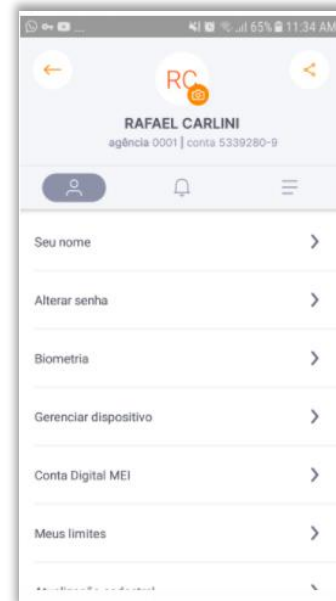 65% 11:34 AM
RC
RAFAEL CARLINI
agência 0001 | conta 5339280-9
Seu nome
Alterar senha
Biometria
Gerenciar dispositivo
Conta Digital MEI
Meus limites